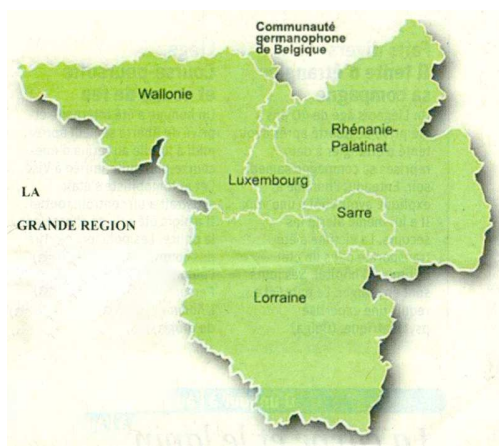 Communauté
germanophone
de Belgique
Wallonie
Rhénanie-
Palatinat
Luxembourg
LA
Sarre
GRANDE REGION
Lorraine